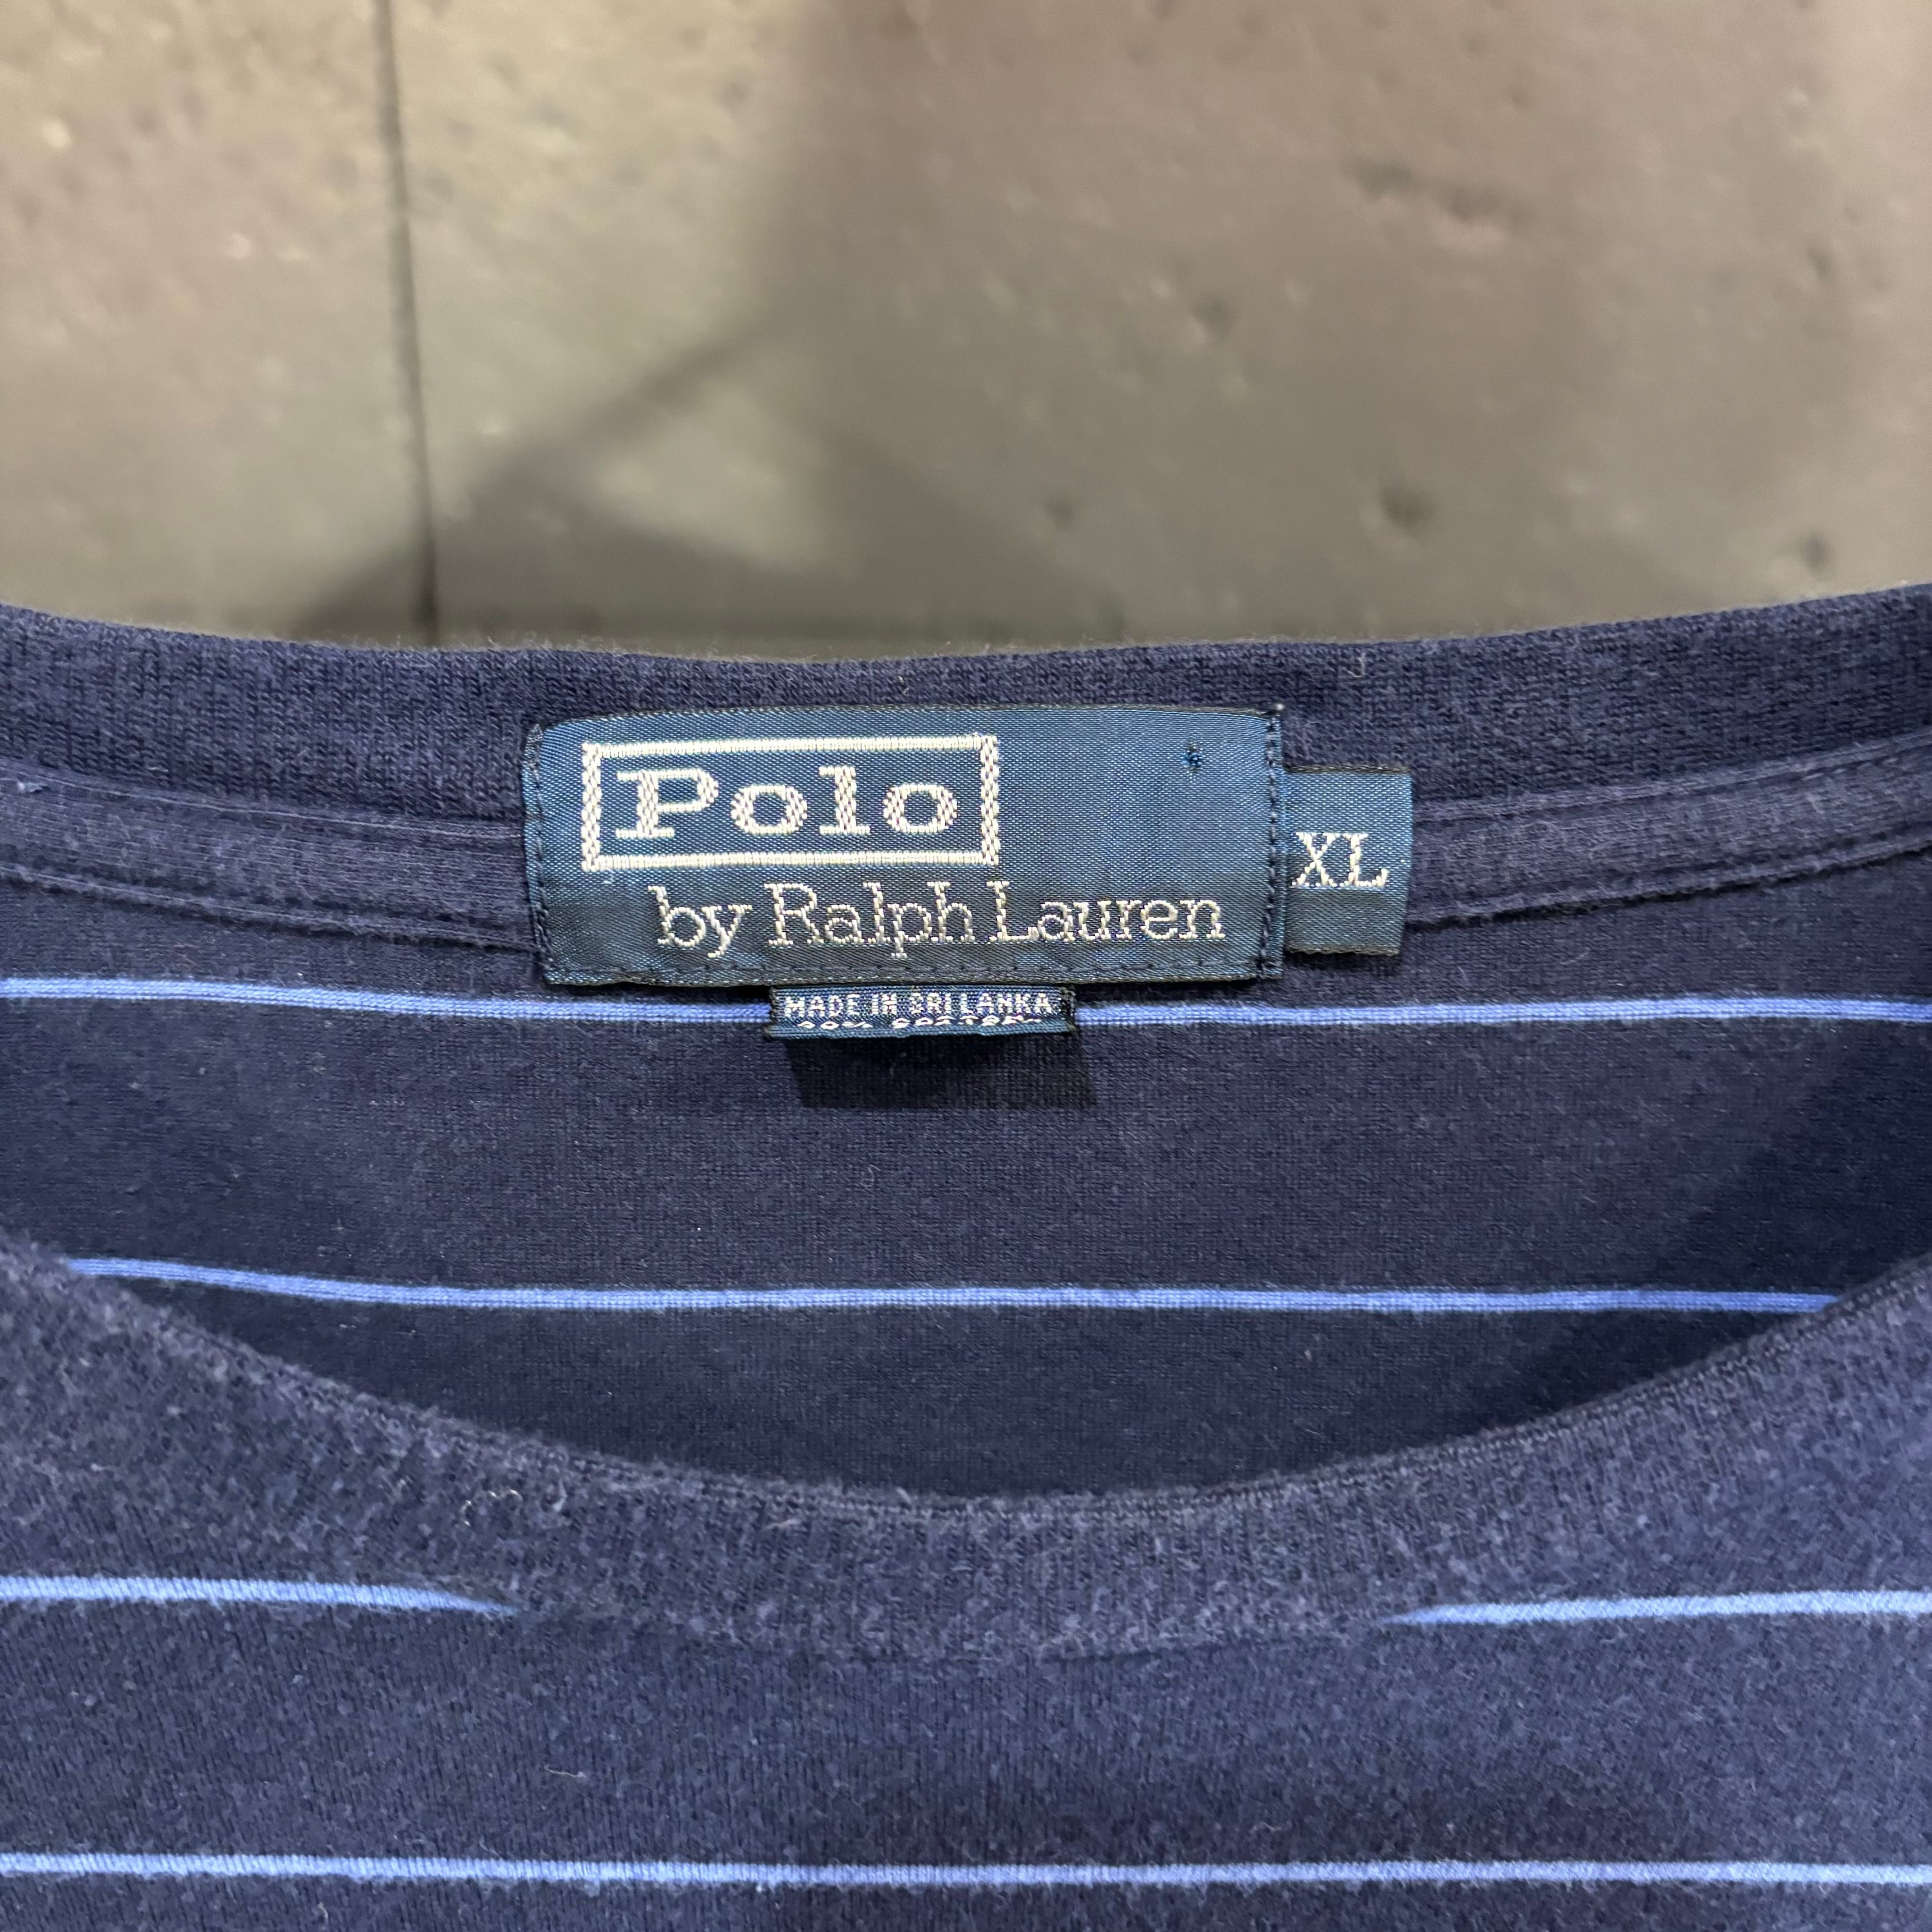 Polo
by Ralph Lauren
XL
MADE IN SRI LANKA